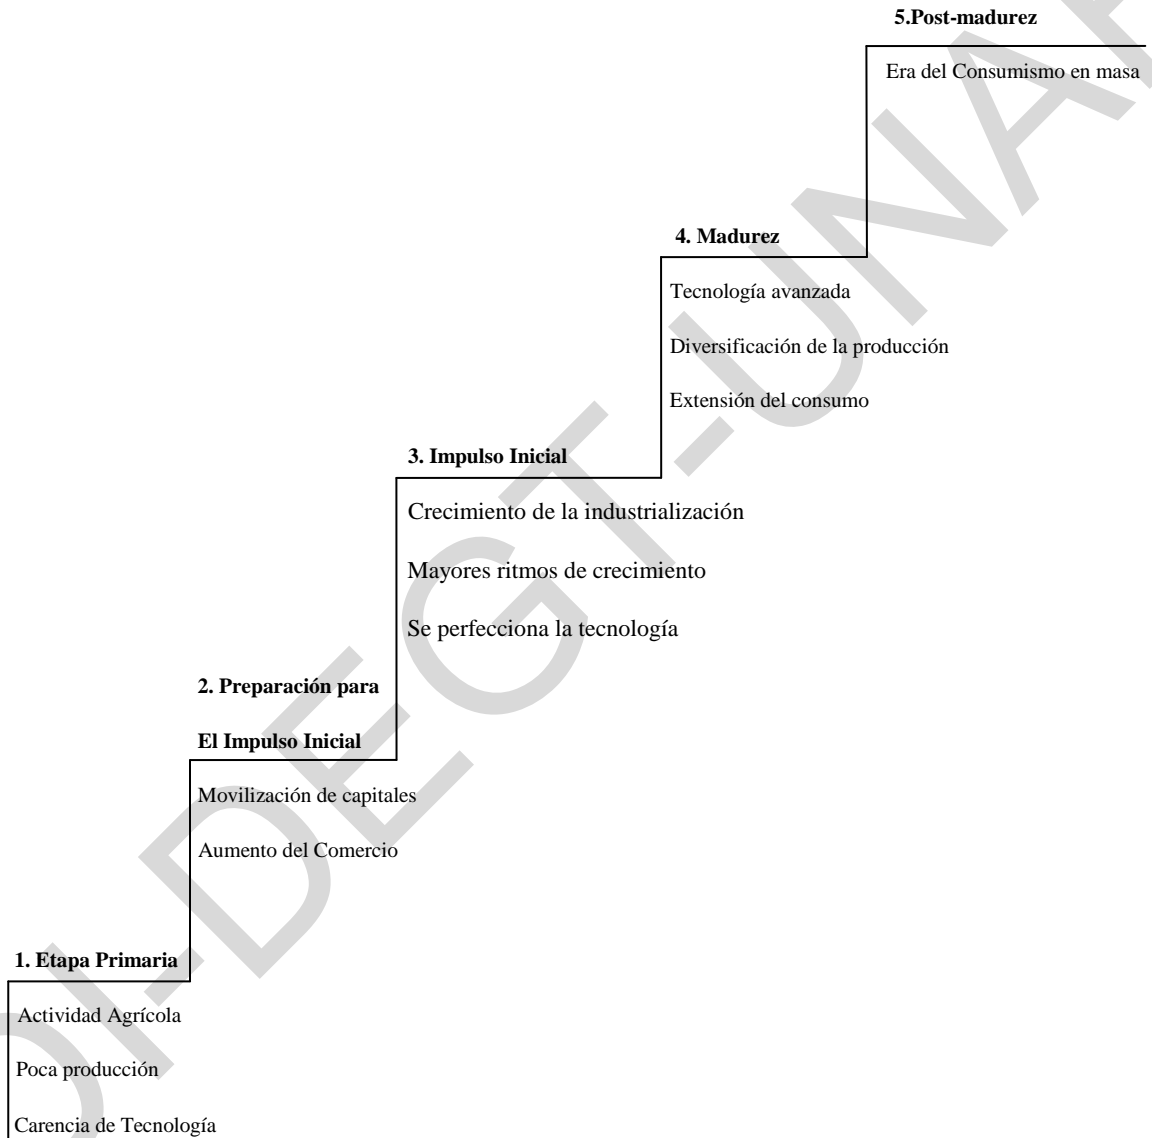 5.Post-madurez
Era del Consumismo en masa
4. Madurez
Tecnología avanzada
Diversificación de la producción
Extensión del consumo
3. Impulso Inicial
Crecimiento de la industrialización
Mayores ritmos de crecimiento
Se perfecciona la tecnología
2. Preparación para
El Impulso Inicial
Movilización de capitales
Aumento del Comercio
1. Etapa Primaria
Actividad Agrícola
Poca producción
Carencia de Tecnología